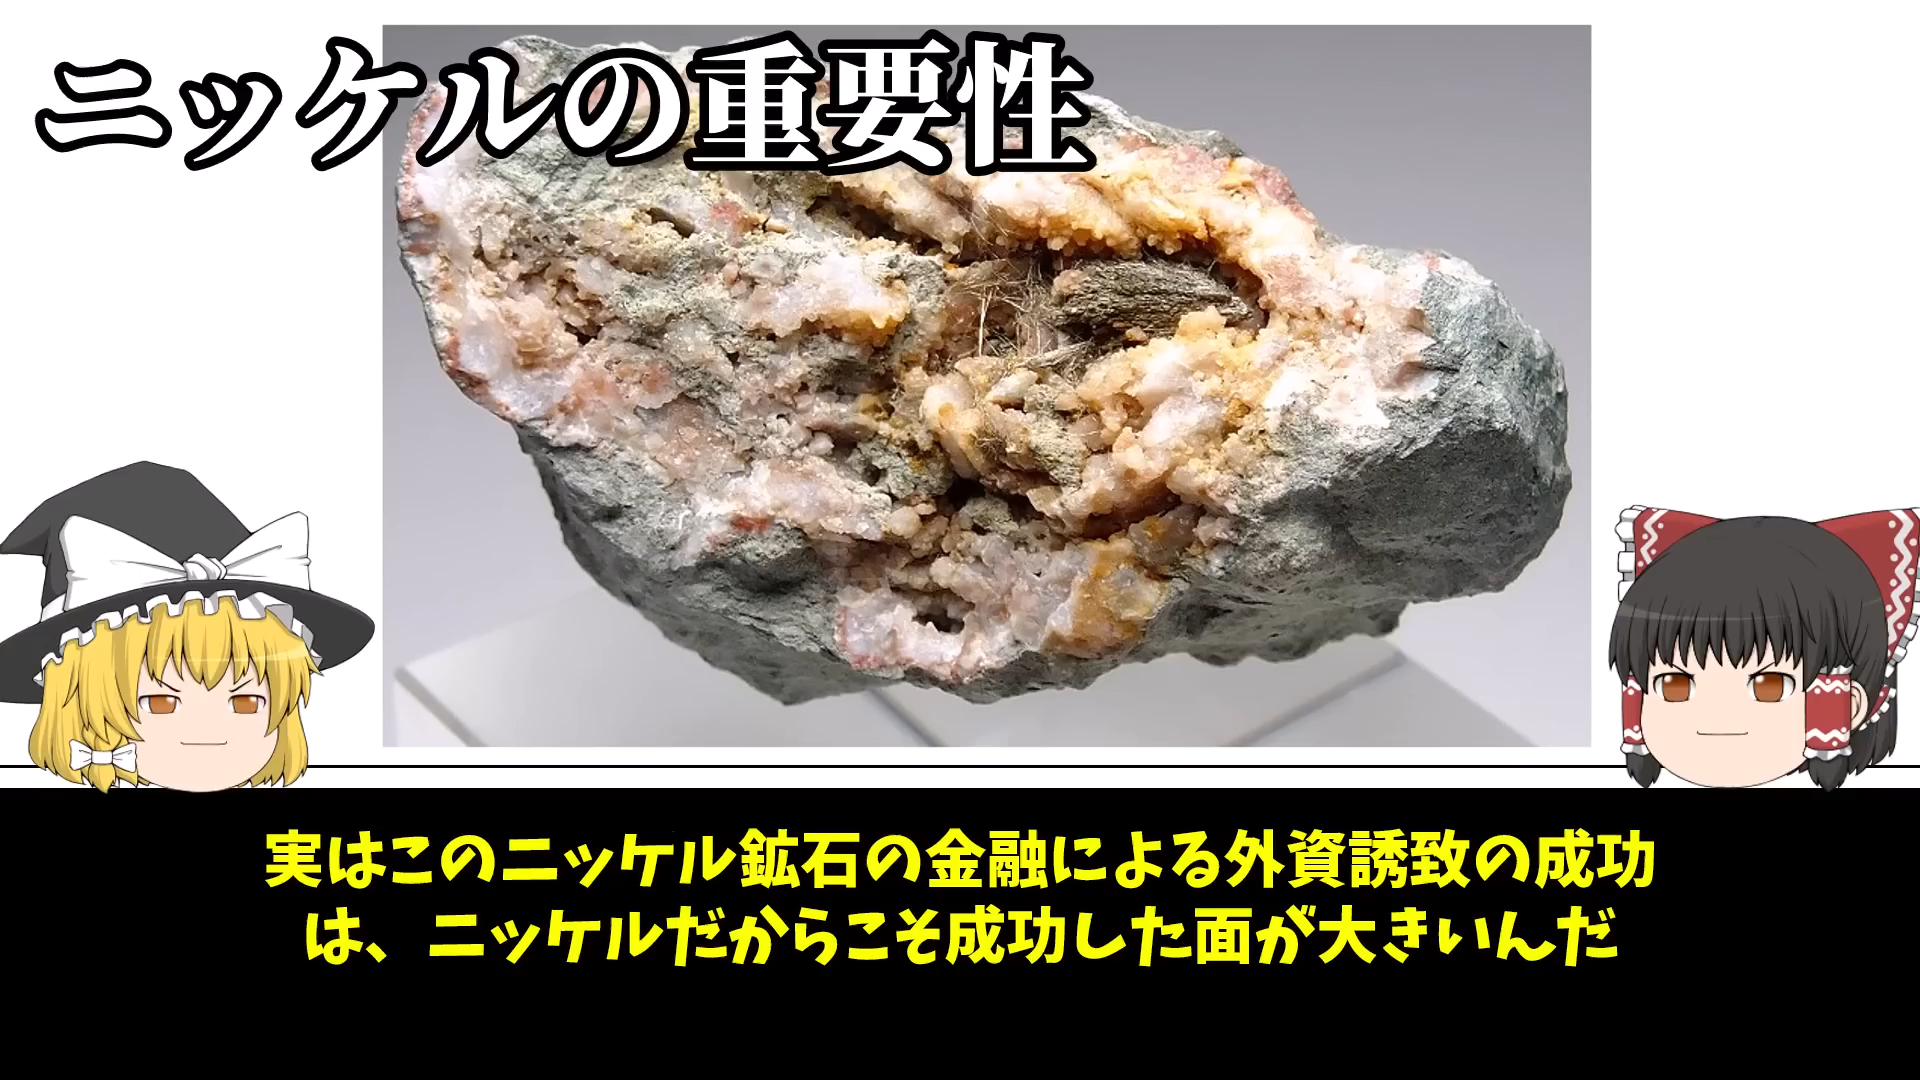 ニッケルの重要性
実はこのニッケル鉱石の金融による外資誘致の成功
は、ニッケルだからこそ成功した面が大きいんだ